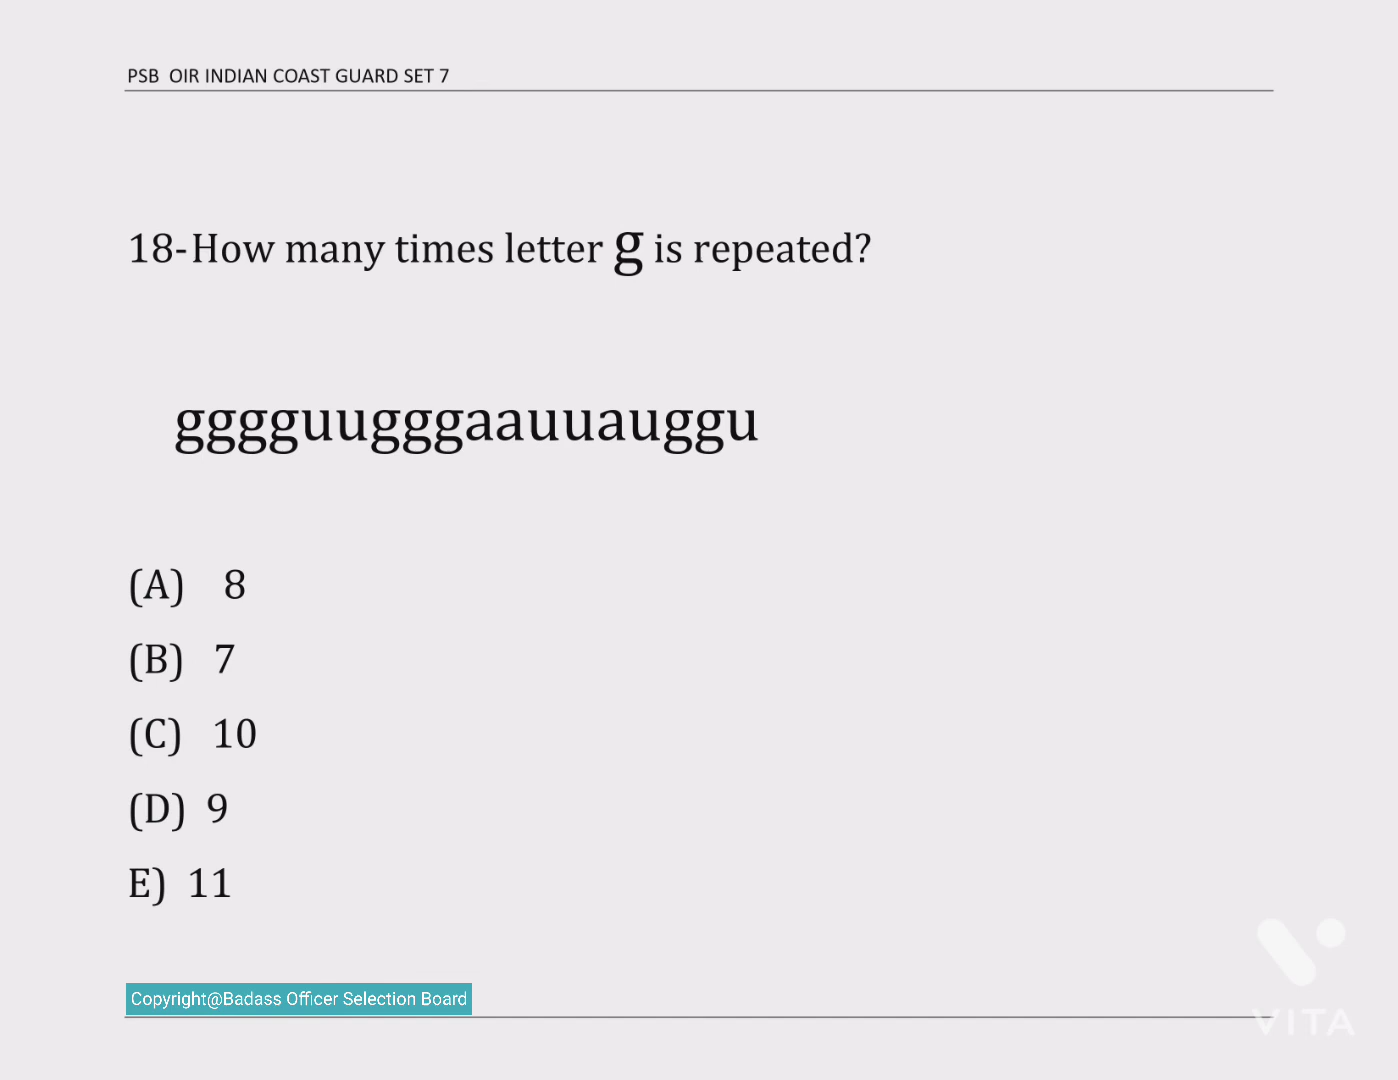 PSB OIR INDIAN COAST GUARD SET 7
18-How many times letter g is repeated?
gggguugggaauuauggu
(A) 8
(B) 7
(C) 10
(D) 9
E) 11
Copyright@Badass Officer Selection Board
VITA